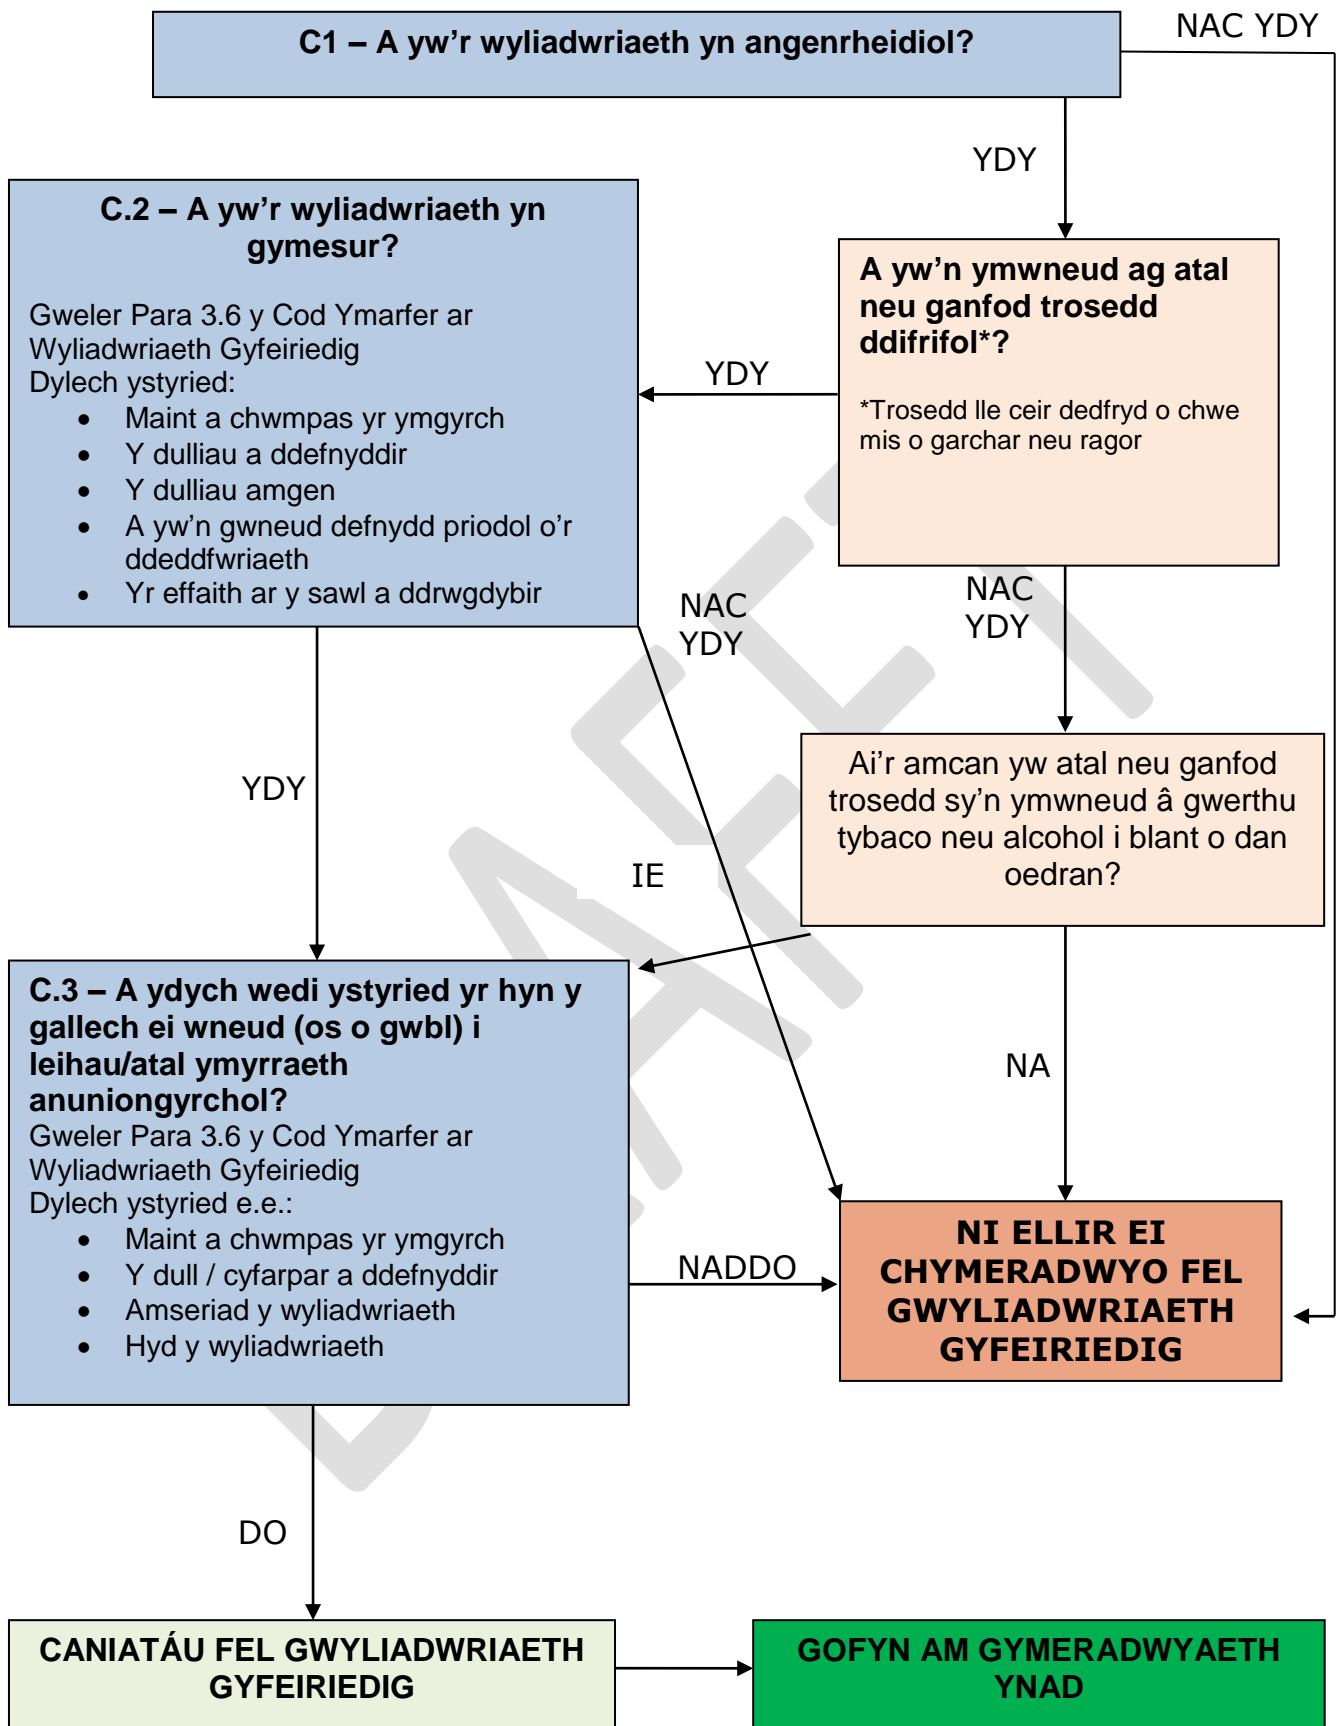 C1 – A yw'r wyliadwriaeth yn angenrheidiol?
NAC YDY
YDY
C.2 – A yw'r wyliadwriaeth yn
gymesur?
Gweler Para 3.6 y Cod Ymarfer ar
Wyliadwriaeth Gyfeiriedig
Dylech ystyried:
• Maint a chwmpas yr ymgyrch
• Y dulliau a ddefnyddir
• Y dulliau amgen
• A yw’n gwneud defnydd priodol o’r
ddeddfwriaeth
• Yr effaith ar y sawl a ddrwgdybir
YDY
A yw’n ymwneud ag atal
neu ganfod trosedd
ddifrifol*?
*Trosedd lle ceir dedfryd o chwe
mis o garchar neu ragor
NAC
YDY
NAC
YDY
YDY
Ai’r amcan yw atal neu ganfod
trosedd sy’n ymwneud â gwerthu
tybaco neu alcohol i blant o dan
oedran?
IE
NA
C.3 – A ydych wedi ystyried yr hyn y
gallech ei wneud (os o gwbl) i
leihau/atal ymyrraeth
anuniongyrchol?
Gweler Para 3.6 y Cod Ymarfer ar
Wyliadwriaeth Gyfeiriedig
Dylech ystyried e.e.:
• Maint a chwmpas yr ymgyrch
• Y dull / cyfarpar a ddefnyddir
• Amseriad y wyliadwriaeth
• Hyd y wyliadwriaeth
NADDO
NI ELLIR EI
CHYMERADWYO FEL
GWYLIADWRIAETH
GYFEIRIEDIG
DO
CANIATÁU FEL GWYLIADWRIAETH
GYFEIRIEDIG
GOFYN AM GYMERADWYAETH
YNAD
DRAFFT